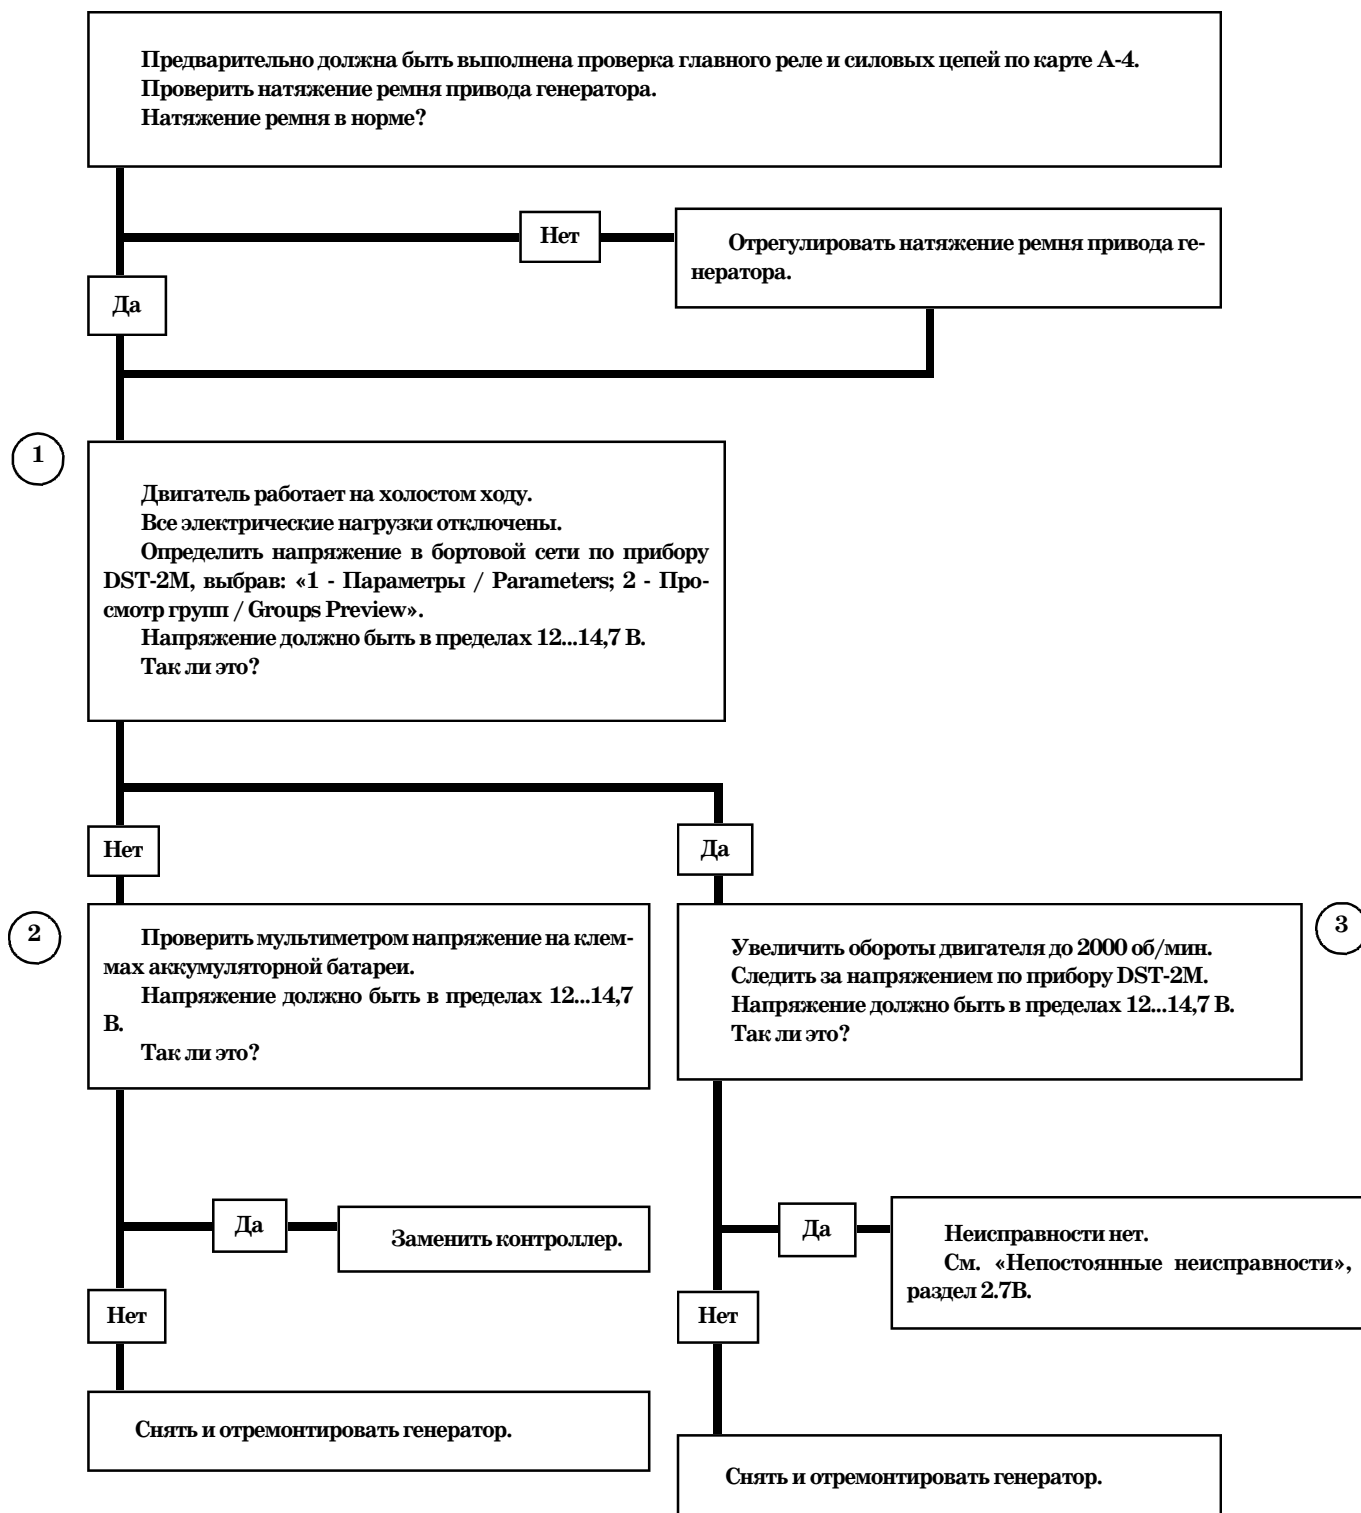 Предварительно должна быть выполнена проверка главного реле и силовых цепей по карте А-4.
Проверить натяжение ремня привода генератора.
Натяжение ремня в норме?
Нет
Отрегулировать натяжение ремня привода ге-
нератора.
Да
1
Двигатель работает на холостом ходу.
Все электрические нагрузки отключены.
Определить напряжение в бортовой сети по прибору
DST-2M, выбрав: «1 - Параметры / Parameters; 2 - Про-
смотр групп / Groups Preview».
Напряжение должно быть в пределах 12...14,7 В.
Так ли это?
Нет
Да
2
Проверить мультиметром напряжение на клем-
мах аккумуляторной батареи.
Напряжение должно быть в пределах 12...14,7
В.
Так ли это?
3
Увеличить обороты двигателя до 2000 об/мин.
Следить за напряжением по прибору DST-2M.
Напряжение должно быть в пределах 12...14,7 В.
Так ли это?
Да
Заменить контроллер.
Да
Неисправности нет.
См. «Непостоянные неисправности»,
раздел 2.7В.
Нет
Нет
Снять и отремонтировать генератор.
Снять и отремонтировать генератор.